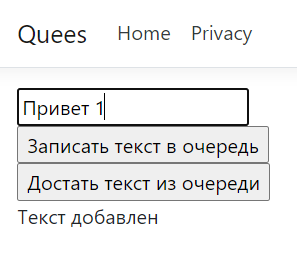 Quees Home Privacy
Привет 1
Записать текст в очередь
Достать текст из очереди
Текст добавлен